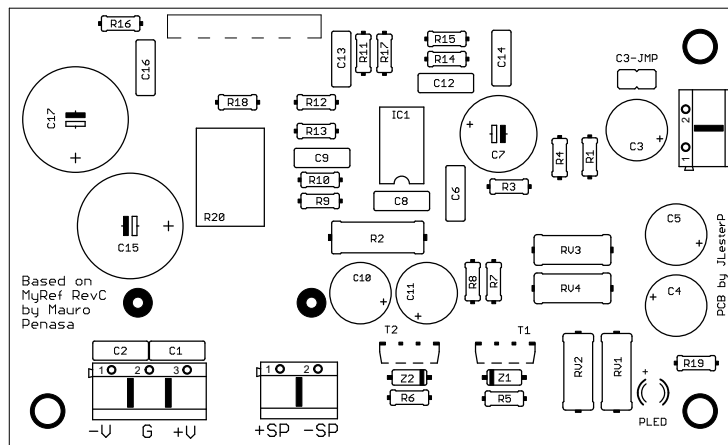 R16
C17
C16
R18
C13
R11
R17
R15
R14
C12
C14
C3-JMP
R12
R13
C9
R10
R9
IC1
C8
C6
C7
R3
R4
R1
C3
2
1
R20
C15
R2
C10
C11
R8
R7
RV3
RV4
C5
C4
PCB by JLesterP
Based on
MyRef RevC
by Mauro
Penasa
C2
C1
1
2
3
-V
G
+V
1
2
+SP
-SP
T2
Z2
R6
T1
Z1
R5
RV2
RV1
R19
PLED